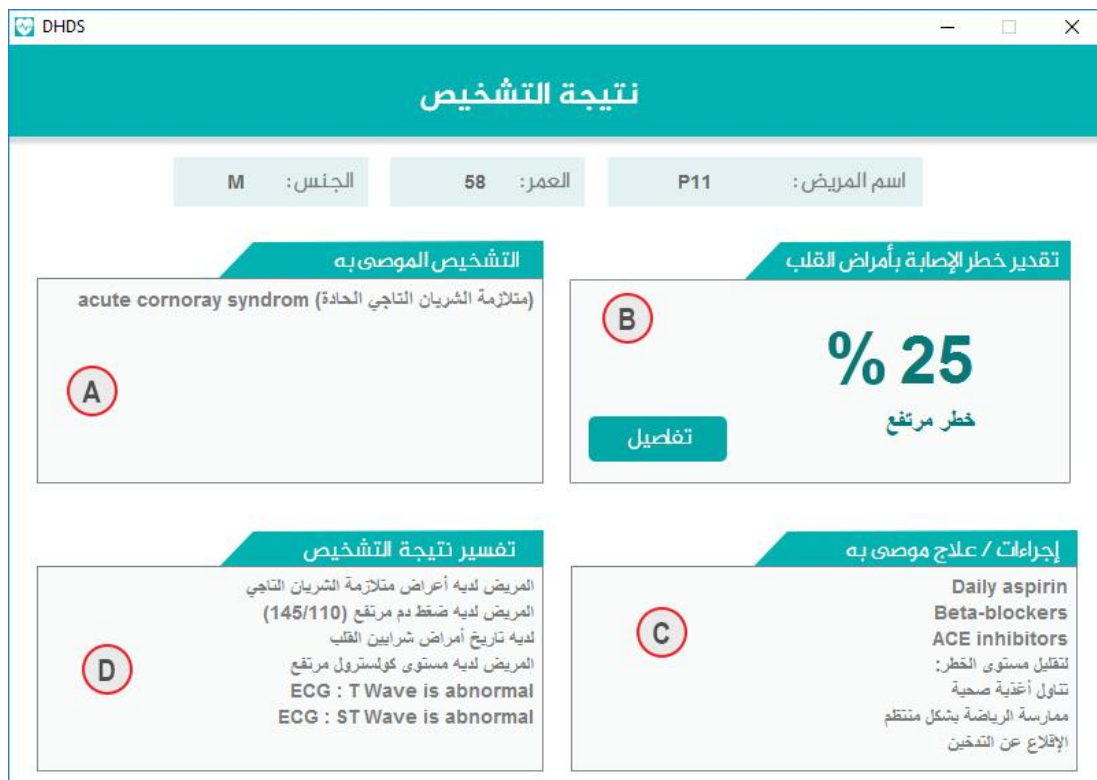 DHDS
نتيجة التشخيص
اسم المريض: P11
العمر: 58
الجنس: M
تقدير خطر الإصابة بأمراض القلب
B
% 25
خطر مرتفع
تفاصيل
التشخيص الموصى به
acute cornoray syndrom (متلازمة الشريان التاجي الحادة)
A
إجراءات / علاج موصى به
Daily aspirin
Beta-blockers
ACE inhibitors
لتقليل مستوى الخطر:
تناول أغذية صحية
ممارسة الرياضة بشكل منتظم
الإقلاع عن التدخين
C
تفسير نتيجة التشخيص
المريض لديه أعراض متلازمة الشريان التاجي
المريض لديه ضغط دم مرتفع (145/110)
لديه تاريخ أمراض شرايين القلب
المريض لديه مستوى كولسترول مرتفع
ECG : T Wave is abnormal
ECG : ST Wave is abnormal
D